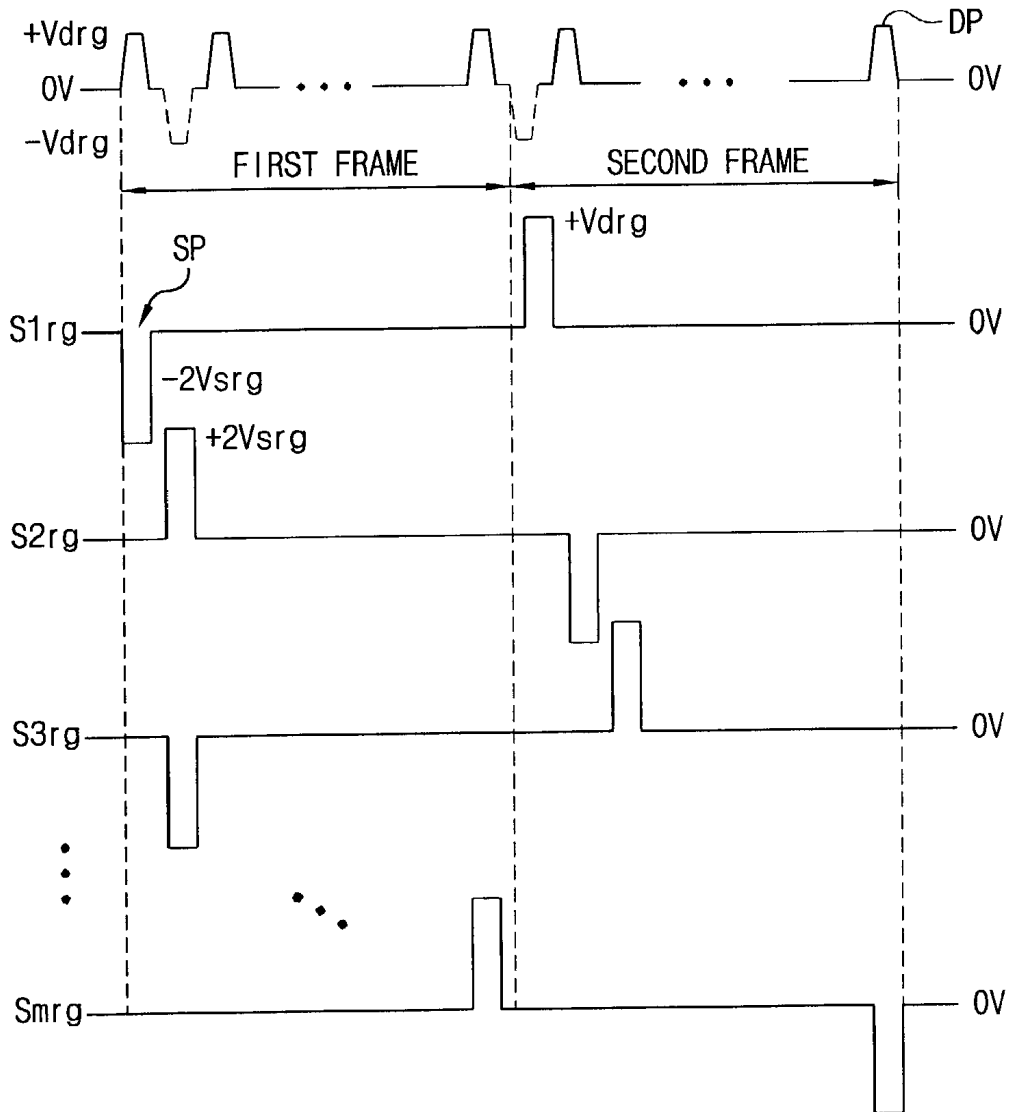 +Vdrg
DP
0V
0V
-Vdrg
FIRST FRAME
SECOND FRAME
+Vdrg
SP
S1rg
0V
-2Vsrg
+2Vsrg
S2rg
0V
S3rg
0V
Smrg
0V